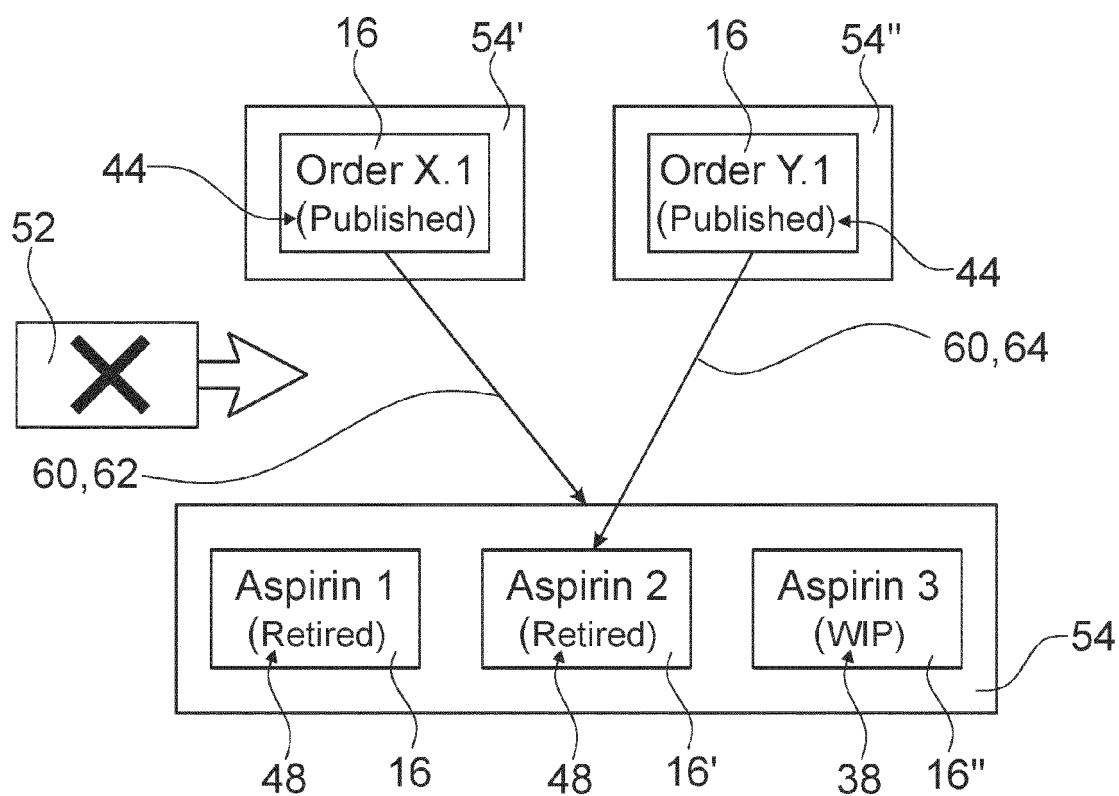 16
54'
16
54"
44
Order X.1
(Published)
Order Y.1
(Published)
44
52
60,64
60,62
Aspirin 1
(Retired)
Aspirin 2
(Retired)
Aspirin 3
(WIP)
54
48
16
48
16'
38
16"